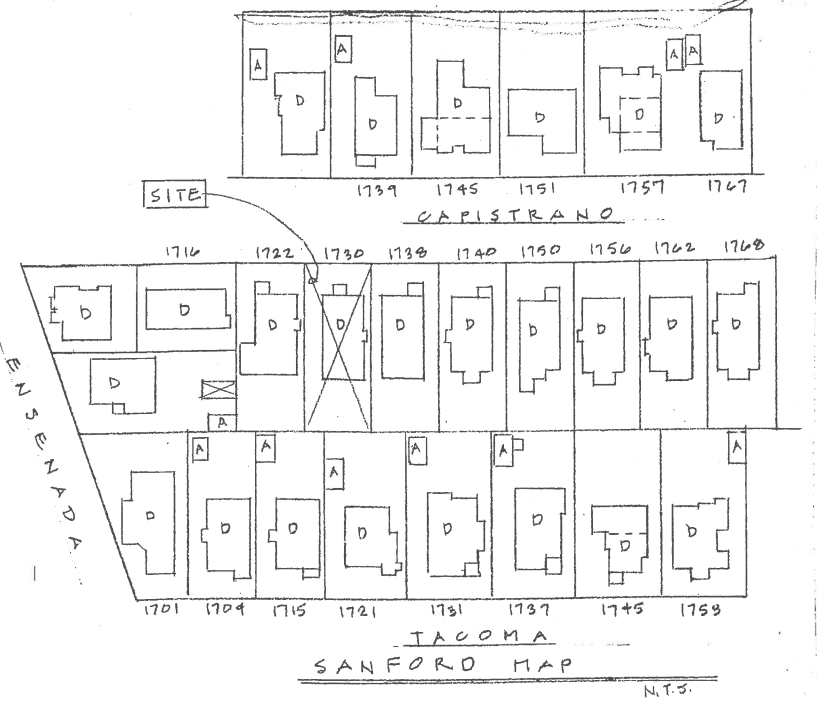 A A A A
D D D D D D
SITE
1739 1745 1751 1757 1767
CAPISTRANO
1716 1722 1730 1738 1740 1750 1756 1762 1768
D D D D D D D D D D D
D
A
ENSENADA
A A A A A A
D D D D D D D D
1701 1709 1715 1721 1731 1737 1745 1753
TACOMA
SANFORD MAP
N.T.S.